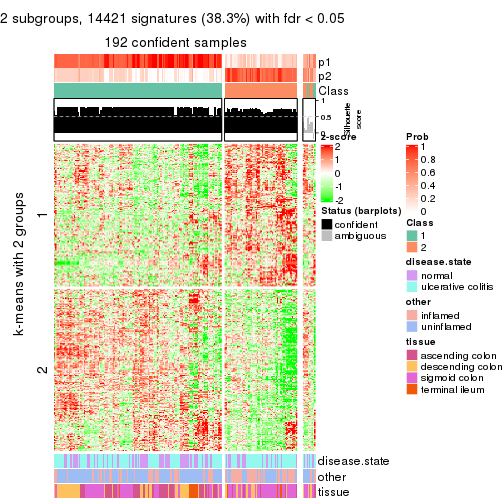 2 subgroups, 14421 signatures (38.3%) with fdr < 0.05
192 confident samples
p1
p2
Class
1
0.5
0
Silhouette
score
k-means with 2 groups
1
2
z-score
2
1
0
-1
-2
Status (barplots)
confident
ambiguous
Prob
1
0.8
0.6
0.4
0.2
0
Class
1
2
disease.state
normal
ulcerative colitis
other
inflamed
uninflamed
tissue
ascending colon
descending colon
sigmoid colon
terminal ileum
disease.state
other
tissue